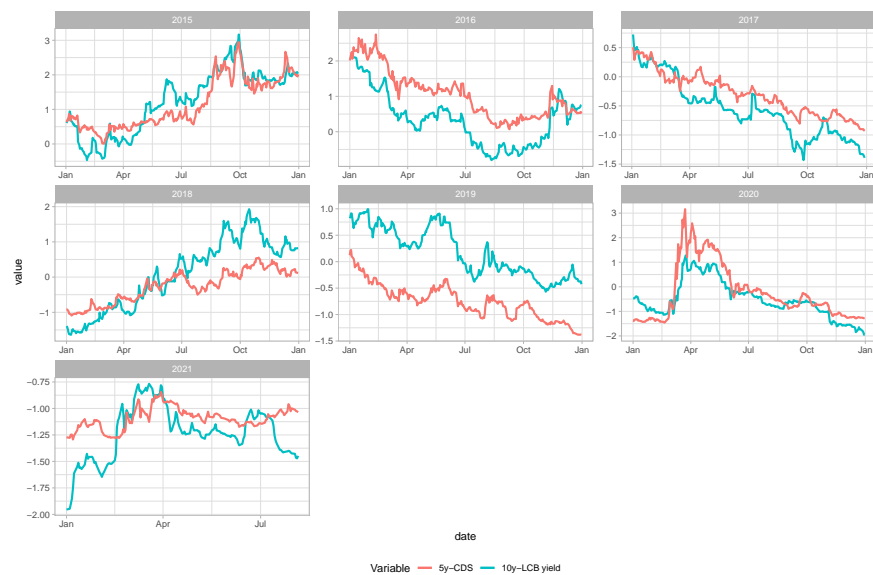 2015
2016
2017
3
2
1
0
Jan
Apr
Jul
Oct
Jan
2
1
0
Jan
Apr
Jul
Oct
Jan
0.5
0.0
−0.5
−1.0
−1.5
Jan
Apr
Jul
Oct
Jan
2018
2019
2020
value
2
1
0
−1
Jan
Apr
Jul
Oct
Jan
1.0
0.5
0.0
−0.5
−1.0
−1.5
Jan
Apr
Jul
Oct
Jan
3
2
1
0
−1
−2
Jan
Apr
Jul
Oct
Jan
2021
−0.75
−1.00
−1.25
−1.50
−1.75
−2.00
Jan
Apr
Jul
date
Variable 5y−CDS 10y−LCB yield